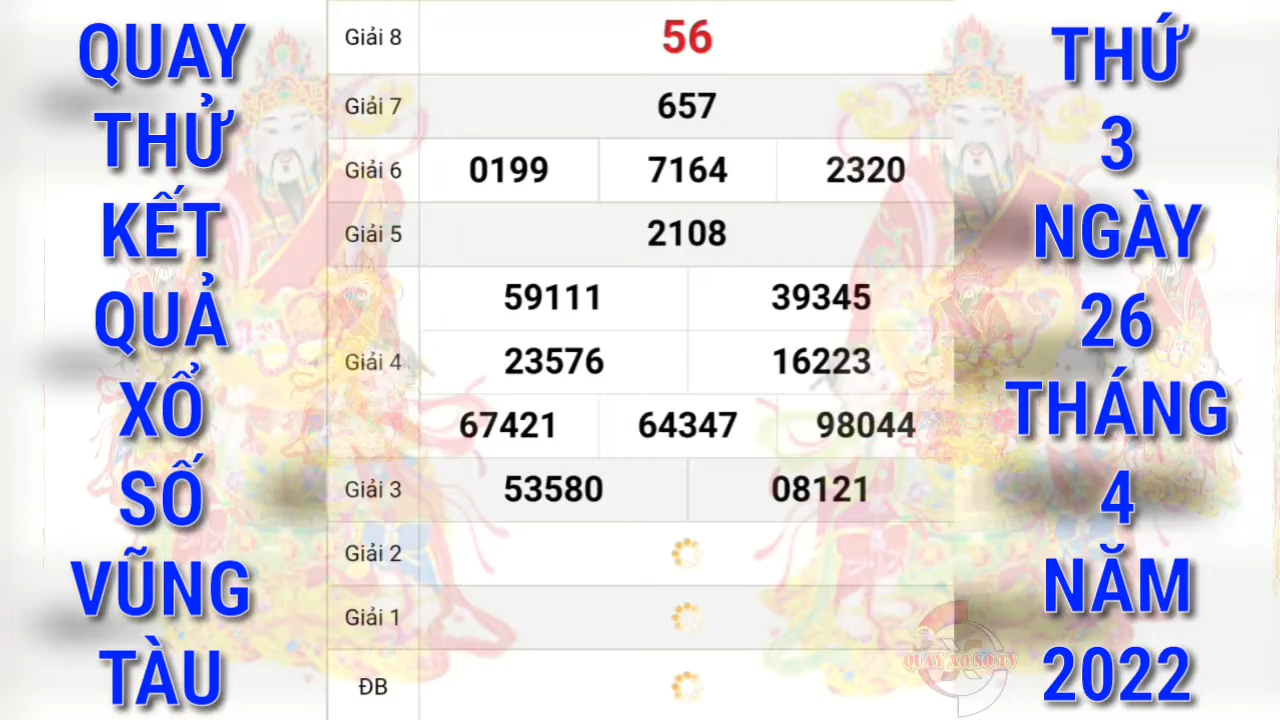 QUAY
THỬ
KẾT
QUẢ
XỔ
SỐ
VŨNG
TÀU
Giải 8 56
Giải 7 657
Giải 6 0199 7164 2320
Giải 5 2108
59111 39345
Giải 4 23576 16223
67421 64347 98044
Giải 3 53580 08121
Giải 2
Giải 1
ĐB
THỨ
3
NGÀY
26
THÁNG
4
NĂM
2022
QUAY XO SO TV